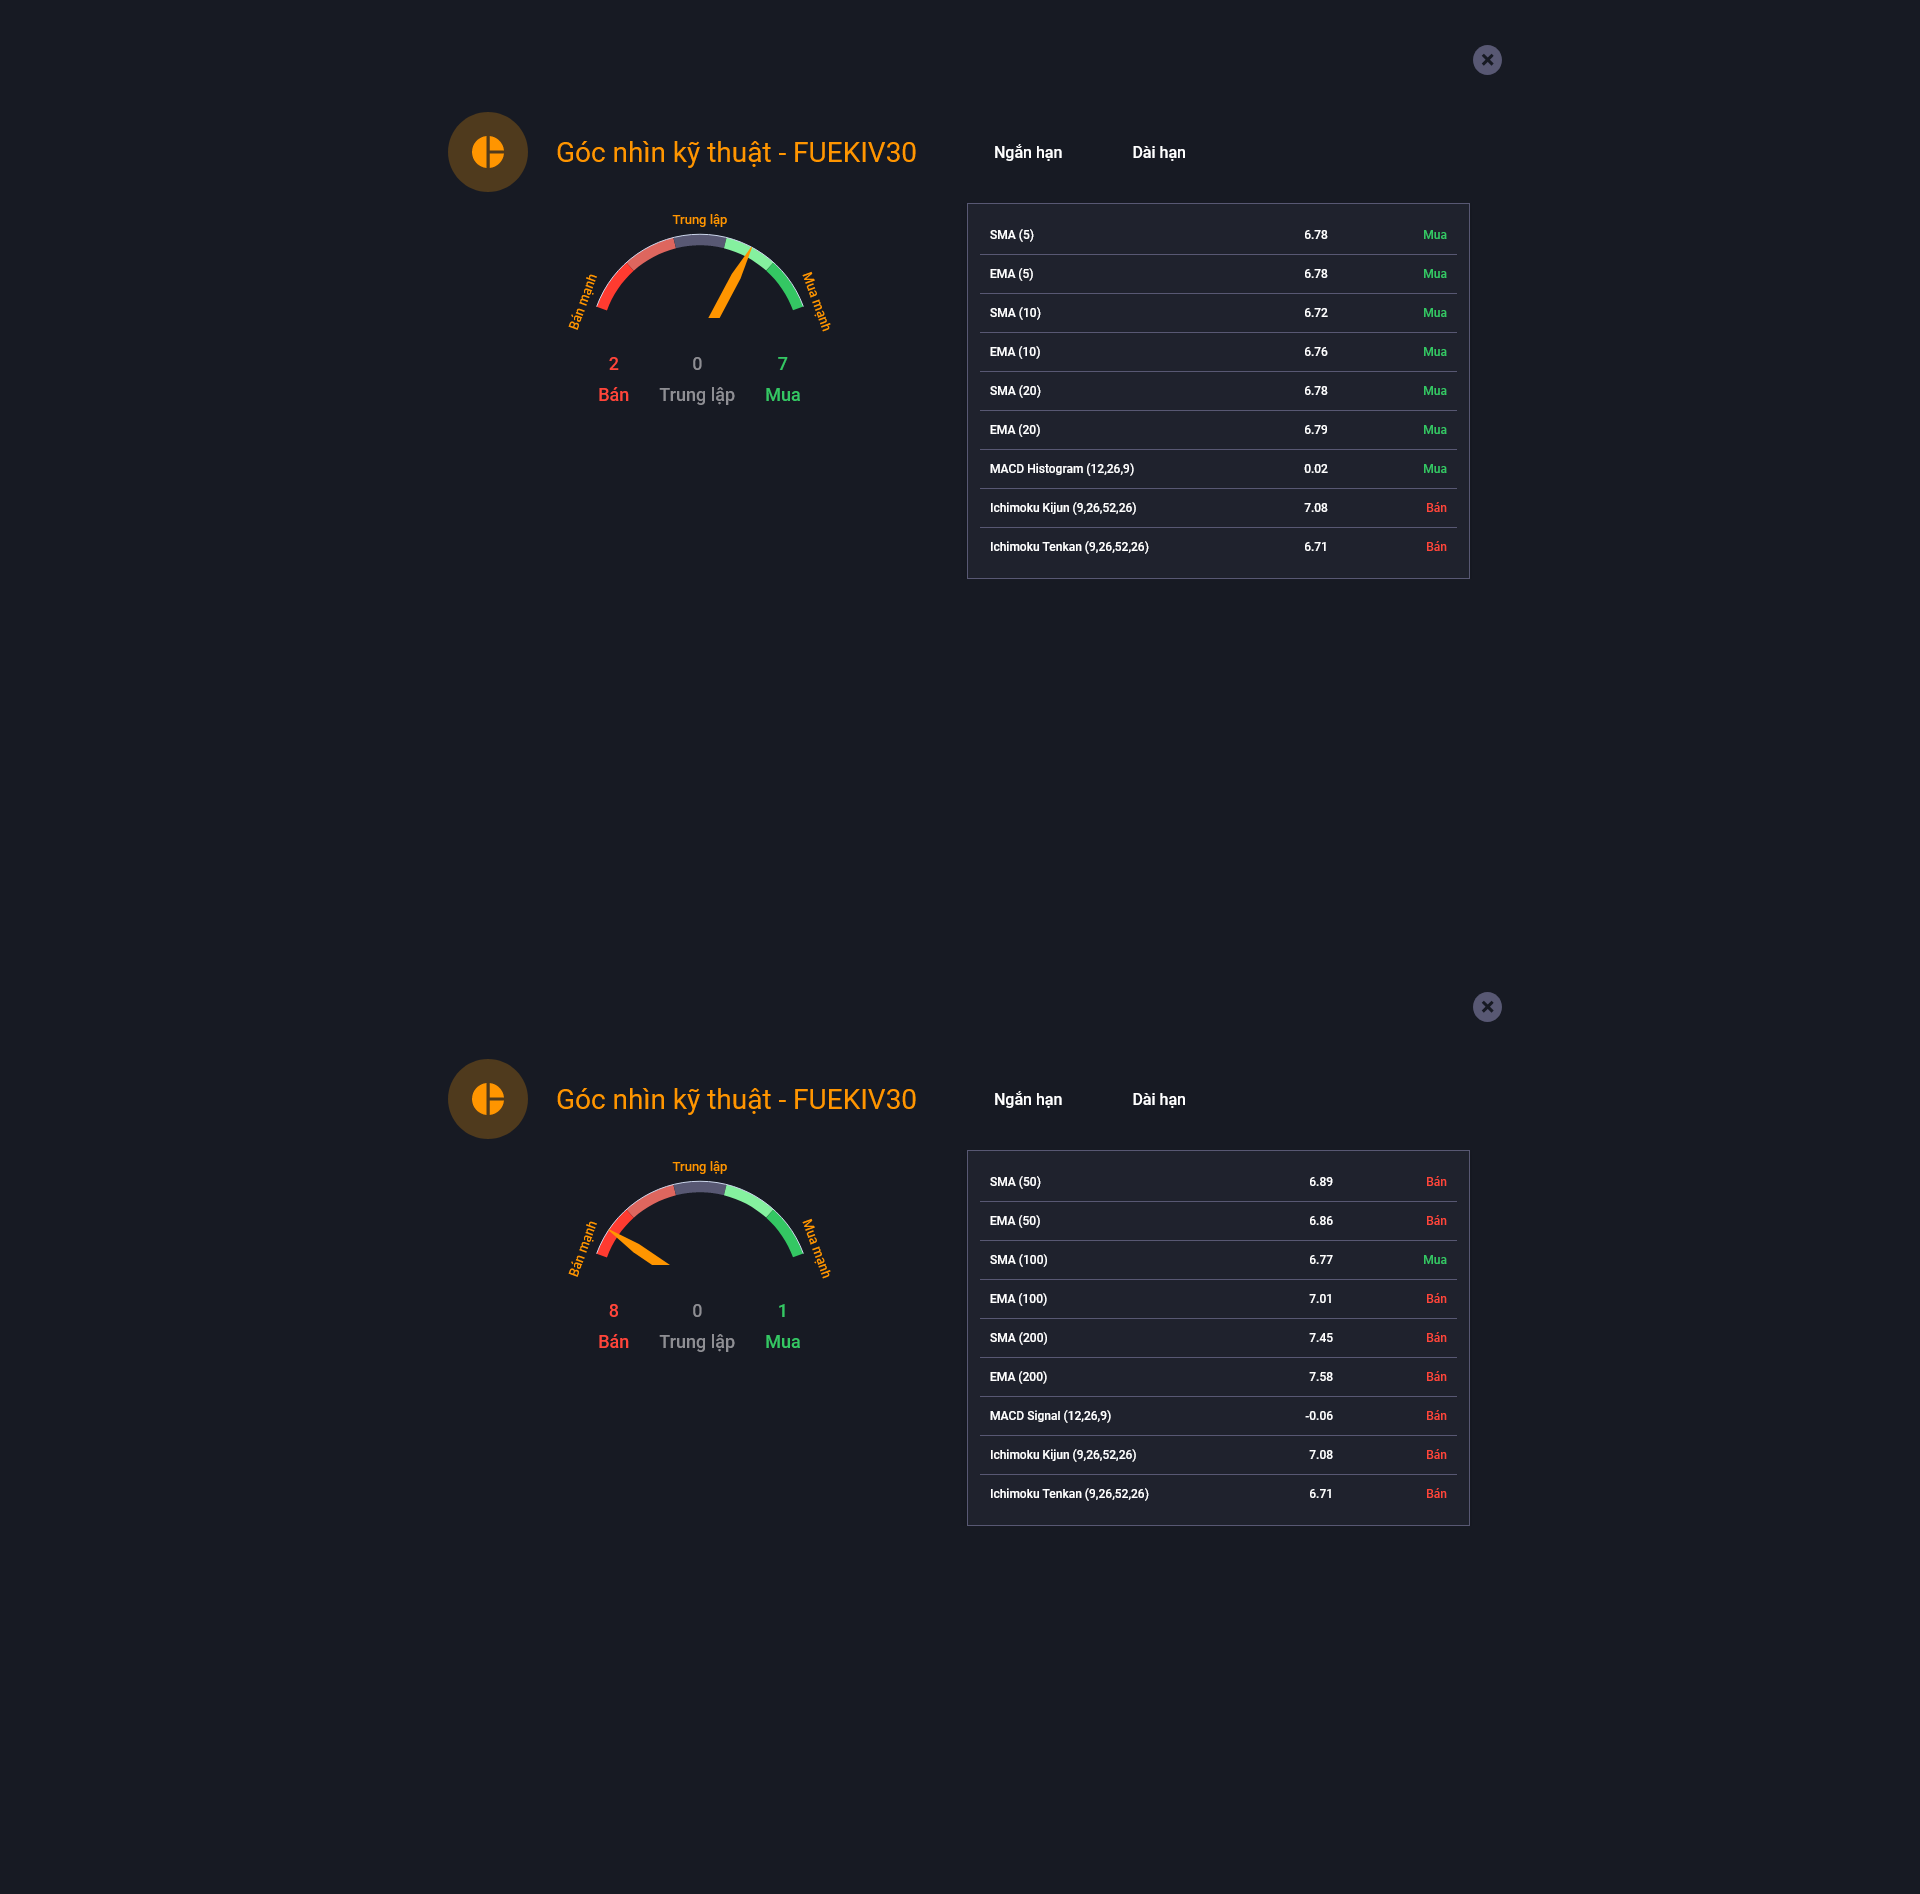 Góc nhìn kỹ thuật - FUEKIV30
Ngắn hạn Dài hạn
Trung lập
Bán mạnh
Mua mạnh
2 0 7
Bán Trung lập Mua
SMA (5) 6.78 Mua
EMA (5) 6.78 Mua
SMA (10) 6.72 Mua
EMA (10) 6.76 Mua
SMA (20) 6.78 Mua
EMA (20) 6.79 Mua
MACD Histogram (12,26,9) 0.02 Mua
Ichimoku Kijun (9,26,52,26) 7.08 Bán
Ichimoku Tenkan (9,26,52,26) 6.71 Bán
Góc nhìn kỹ thuật - FUEKIV30
Ngắn hạn Dài hạn
Trung lập
Bán mạnh
Mua mạnh
8 0 1
Bán Trung lập Mua
SMA (50) 6.89 Bán
EMA (50) 6.86 Bán
SMA (100) 6.77 Mua
EMA (100) 7.01 Bán
SMA (200) 7.45 Bán
EMA (200) 7.58 Bán
MACD Signal (12,26,9) -0.06 Bán
Ichimoku Kijun (9,26,52,26) 7.08 Bán
Ichimoku Tenkan (9,26,52,26) 6.71 Bán